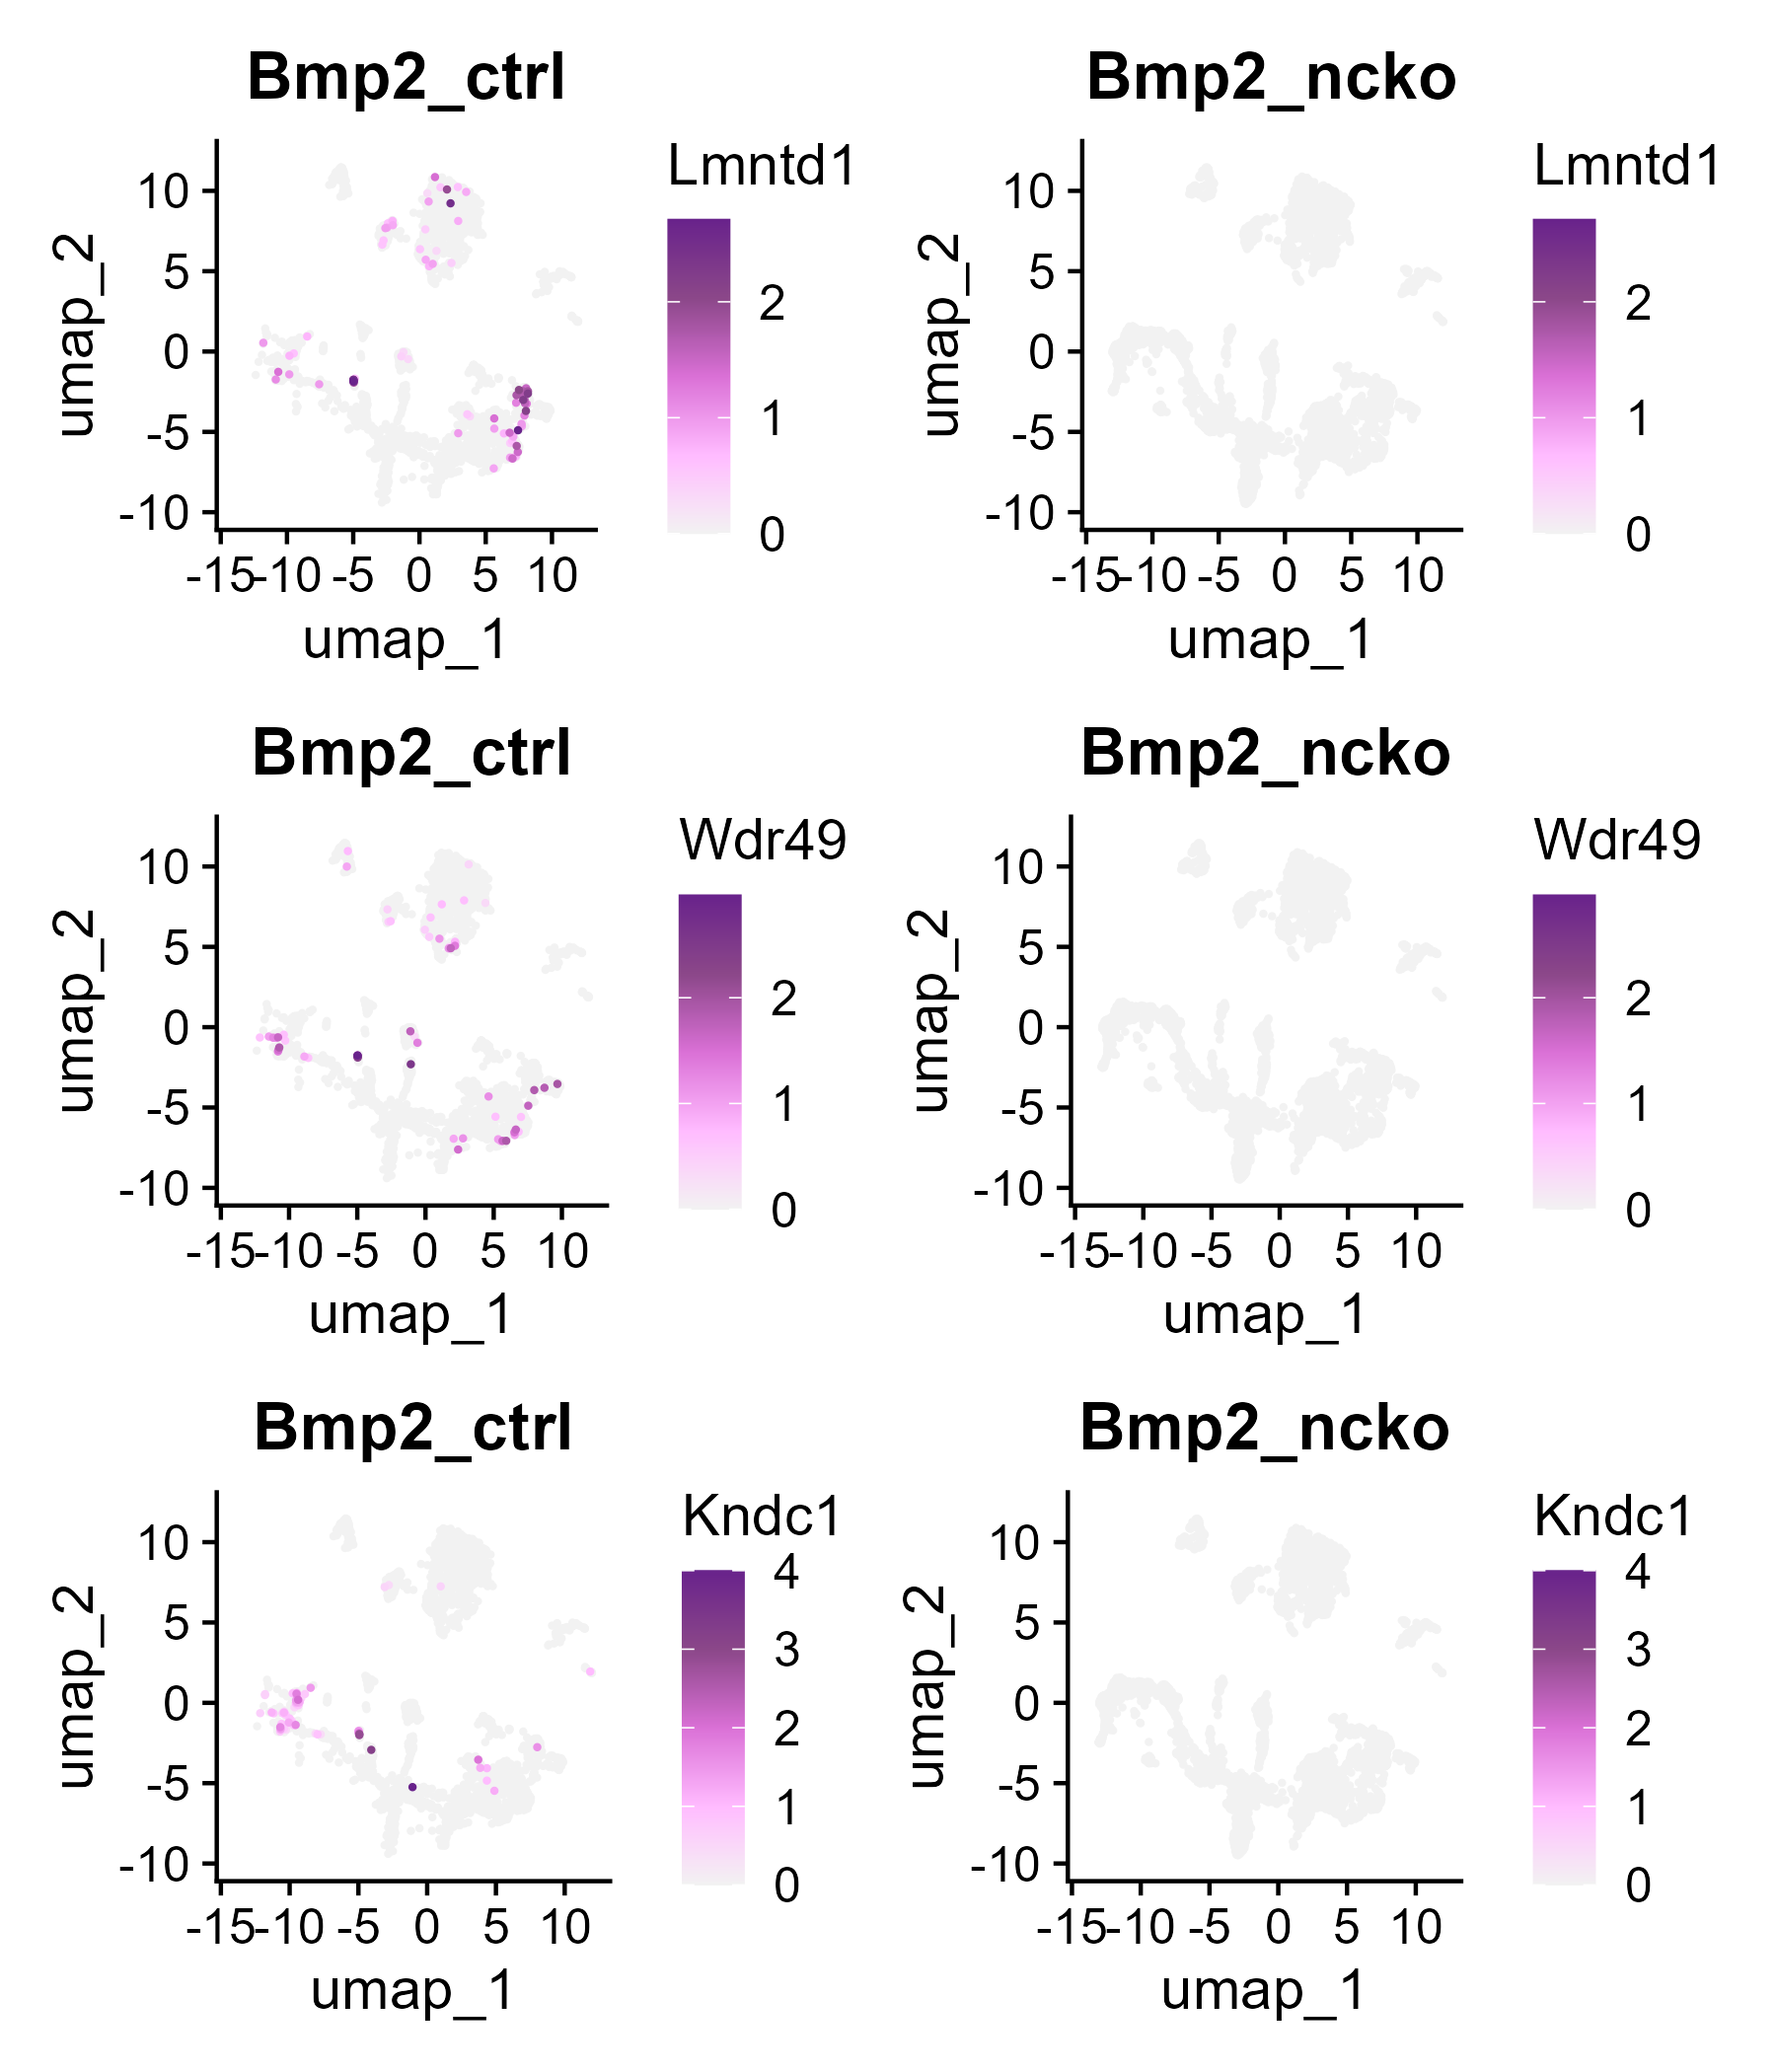 Bmp2_ctrl Bmp2_ncko
Lmntd1 Lmntd1
umap_2 10 5 0 -5 -10 2 1 0 umap_2 10 5 0 -5 -10 2 1 0
-15 -10 -5 0 5 10 -15 -10 -5 0 5 10
umap_1 umap_1
Bmp2_ctrl Bmp2_ncko
Wdr49 Wdr49
umap_2 10 5 0 -5 -10 2 1 0 umap_2 10 5 0 -5 -10 2 1 0
-15 -10 -5 0 5 10 -15 -10 -5 0 5 10
umap_1 umap_1
Bmp2_ctrl Bmp2_ncko
Kndc1 Kndc1
umap_2 10 5 0 -5 -10 4 3 2 1 0 umap_2 10 5 0 -5 -10 4 3 2 1 0
-15 -10 -5 0 5 10 -15 -10 -5 0 5 10
umap_1 umap_1